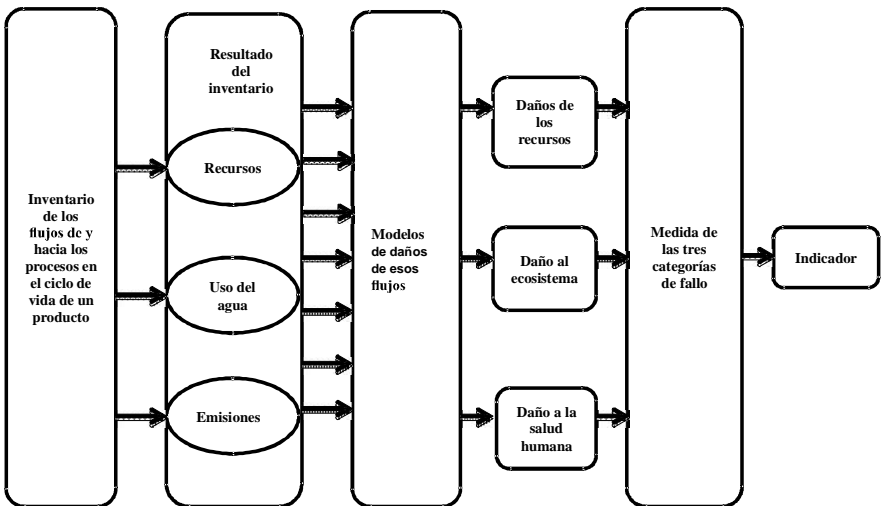 Inventario
de los
flujos dc y
hacia los
procesos en
el ciclo de
vida de un
producto
Resultado
del
inventario
Recursos
Uso del
agua
Emisiones
Modelos
de daños
de esos
flujos
Daños de
los
recursos
Daño al
ecosistema
Daño a la
salud
humana
Medida de
las tres
categorías
de fallo
Indicador